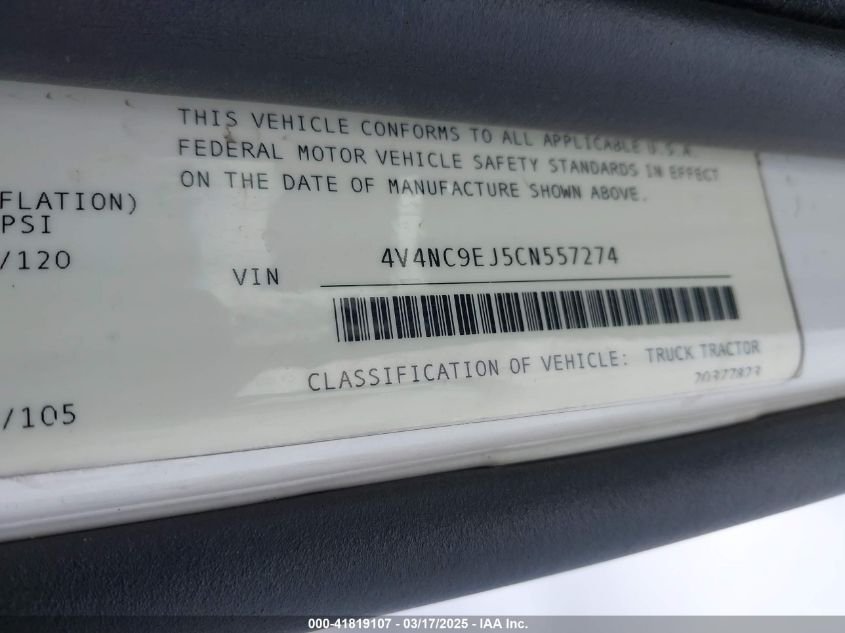 THIS VEHICLE CONFORMS TO ALL APPLICABLE U.S.A.
FEDERAL MOTOR VEHICLE SAFETY STANDARDS IN EFFECT
ON THE DATE OF MANUFACTURE SHOWN ABOVE.
FLATION)
PSI
/120
VIN 4V4NC9EJ5CN557274
CLASSIFICATION OF VEHICLE: TRUCK TRACTOR
20377823
/105
000-41819107 - 03/17/2025 - IAA Inc.